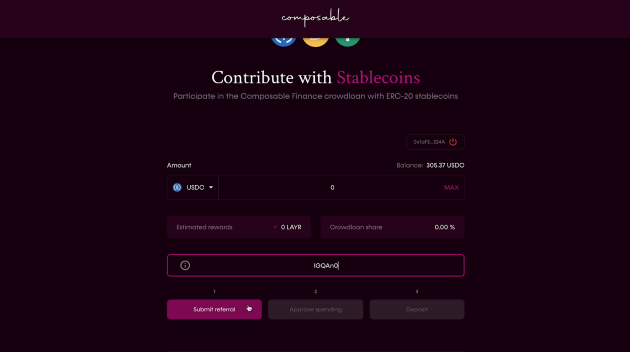 composable
Contribute with Stablecoins
Participate in the Composable Finance crowdloan with ERC-20 stablecoins
0x1aF2...324A
Amount
Balance: 305.37 USDC
USDC
0
MAX
Estimated rewards
0 LAYR
Crowdloan share
0.00 %
IGQAn0
1
2
3
Submit referral
Approve spending
Deposit